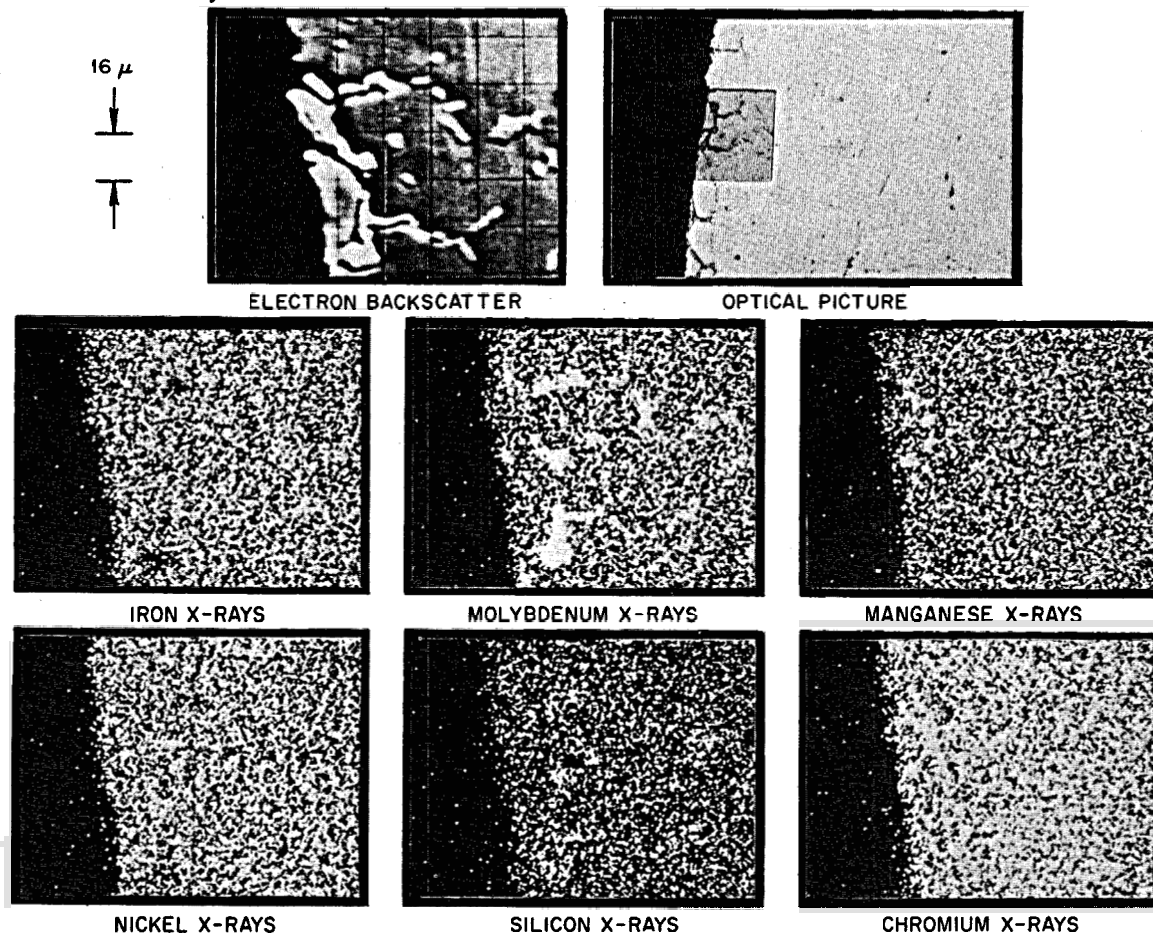 16 μ
ELECTRON BACKSCATTER
OPTICAL PICTURE
IRON X-RAYS
MOLYBDENUM X-RAYS
MANGANESE X-RAYS
NICKEL X-RAYS
SILICON X-RAYS
CHROMIUM X-RAYS